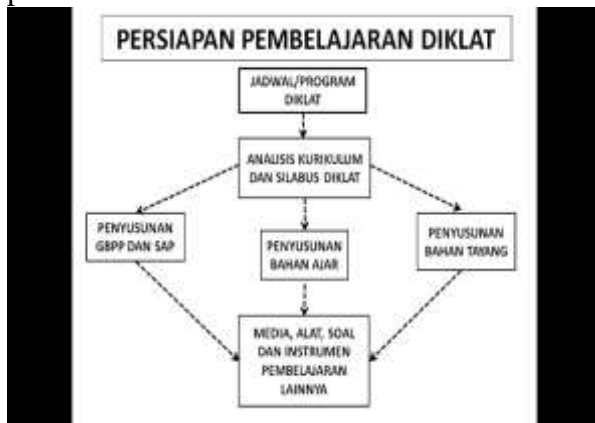 PERSIAPAN PEMBELAJARAN DIKLAT
JADWAL/PROGRAM
DIKLAT
ANALISIS KURIKULUM
DAN SILABUS DIKLAT
PENYUSUNAN
GBPP DAN SAP
PENYUSUNAN
BAHAN AJAR
PENYUSUNAN
BAHAN TAYANG
MEDIA, ALAT, SOAL
DAN INSTRUMEN
PEMBELAJARAN
LAINNYA